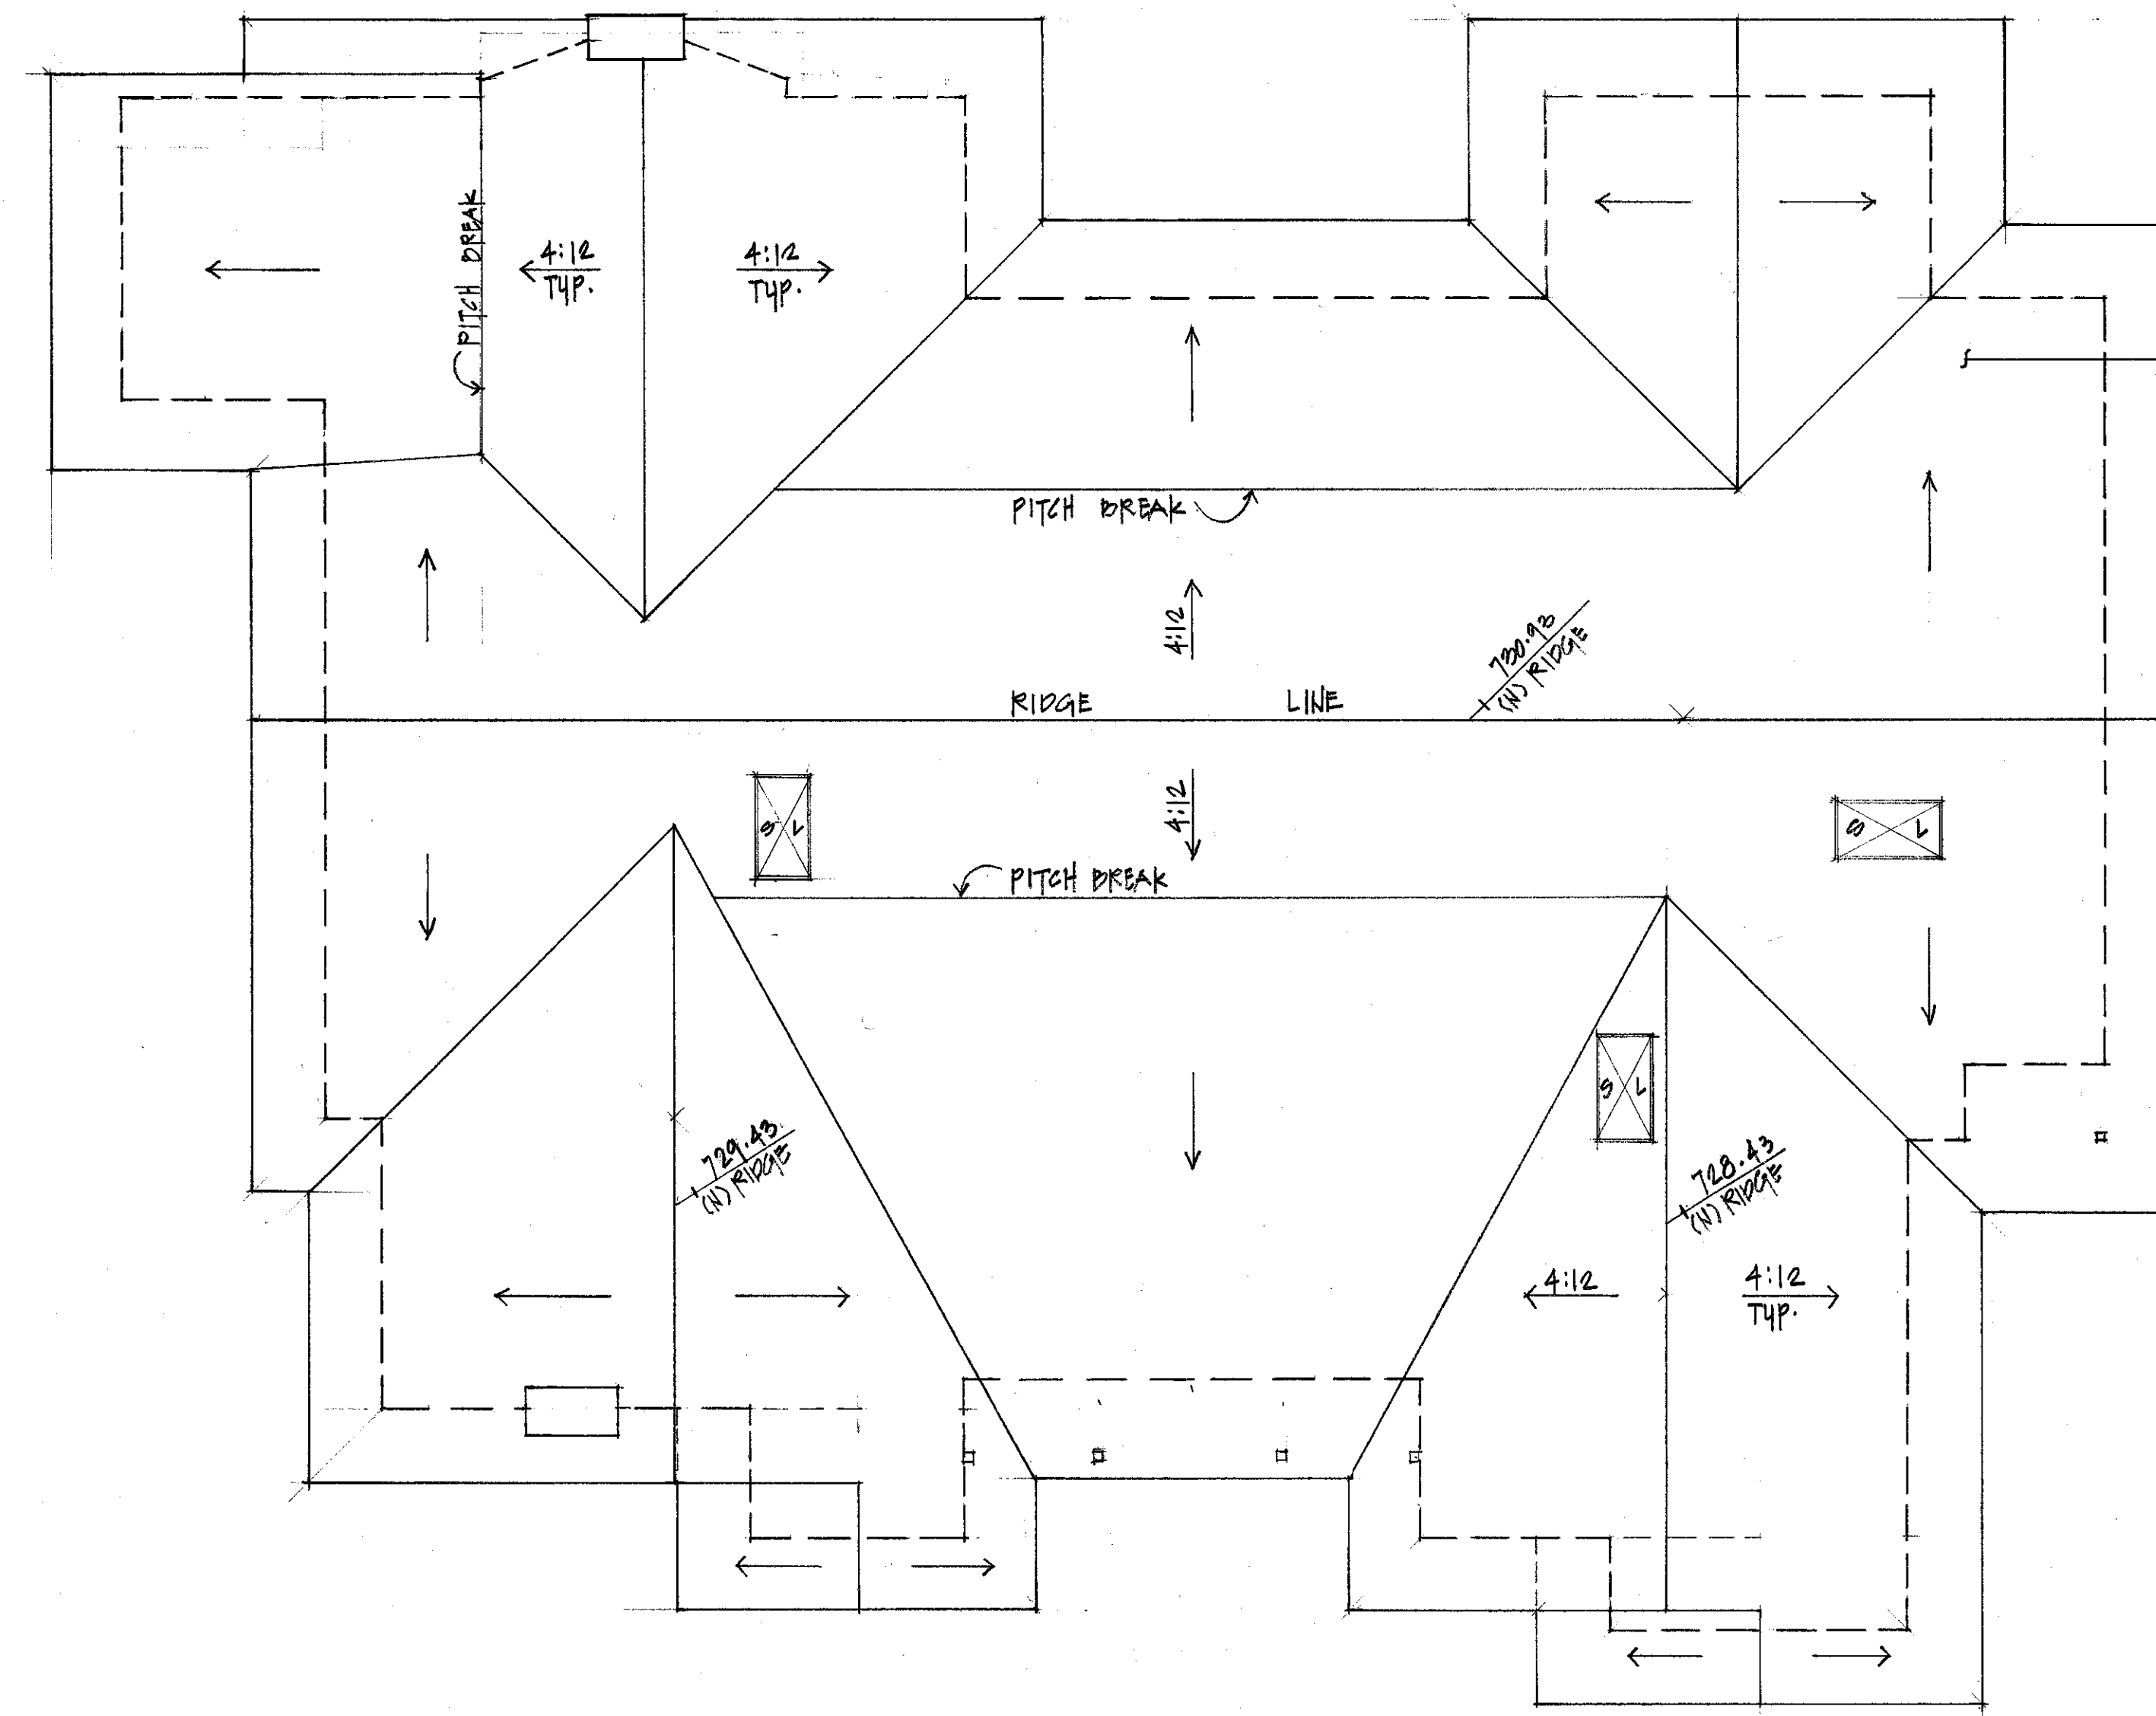 PITCH BREAK
4:12
TYP.
4:12
TYP.
PITCH BREAK
4:12
730.93
(N) RIDGE
RIDGE LINE
4:12
S L
S L
PITCH BREAK
S L
729.43
(N) RIDGE
728.43
(N) RIDGE
4:12
4:12
TYP.